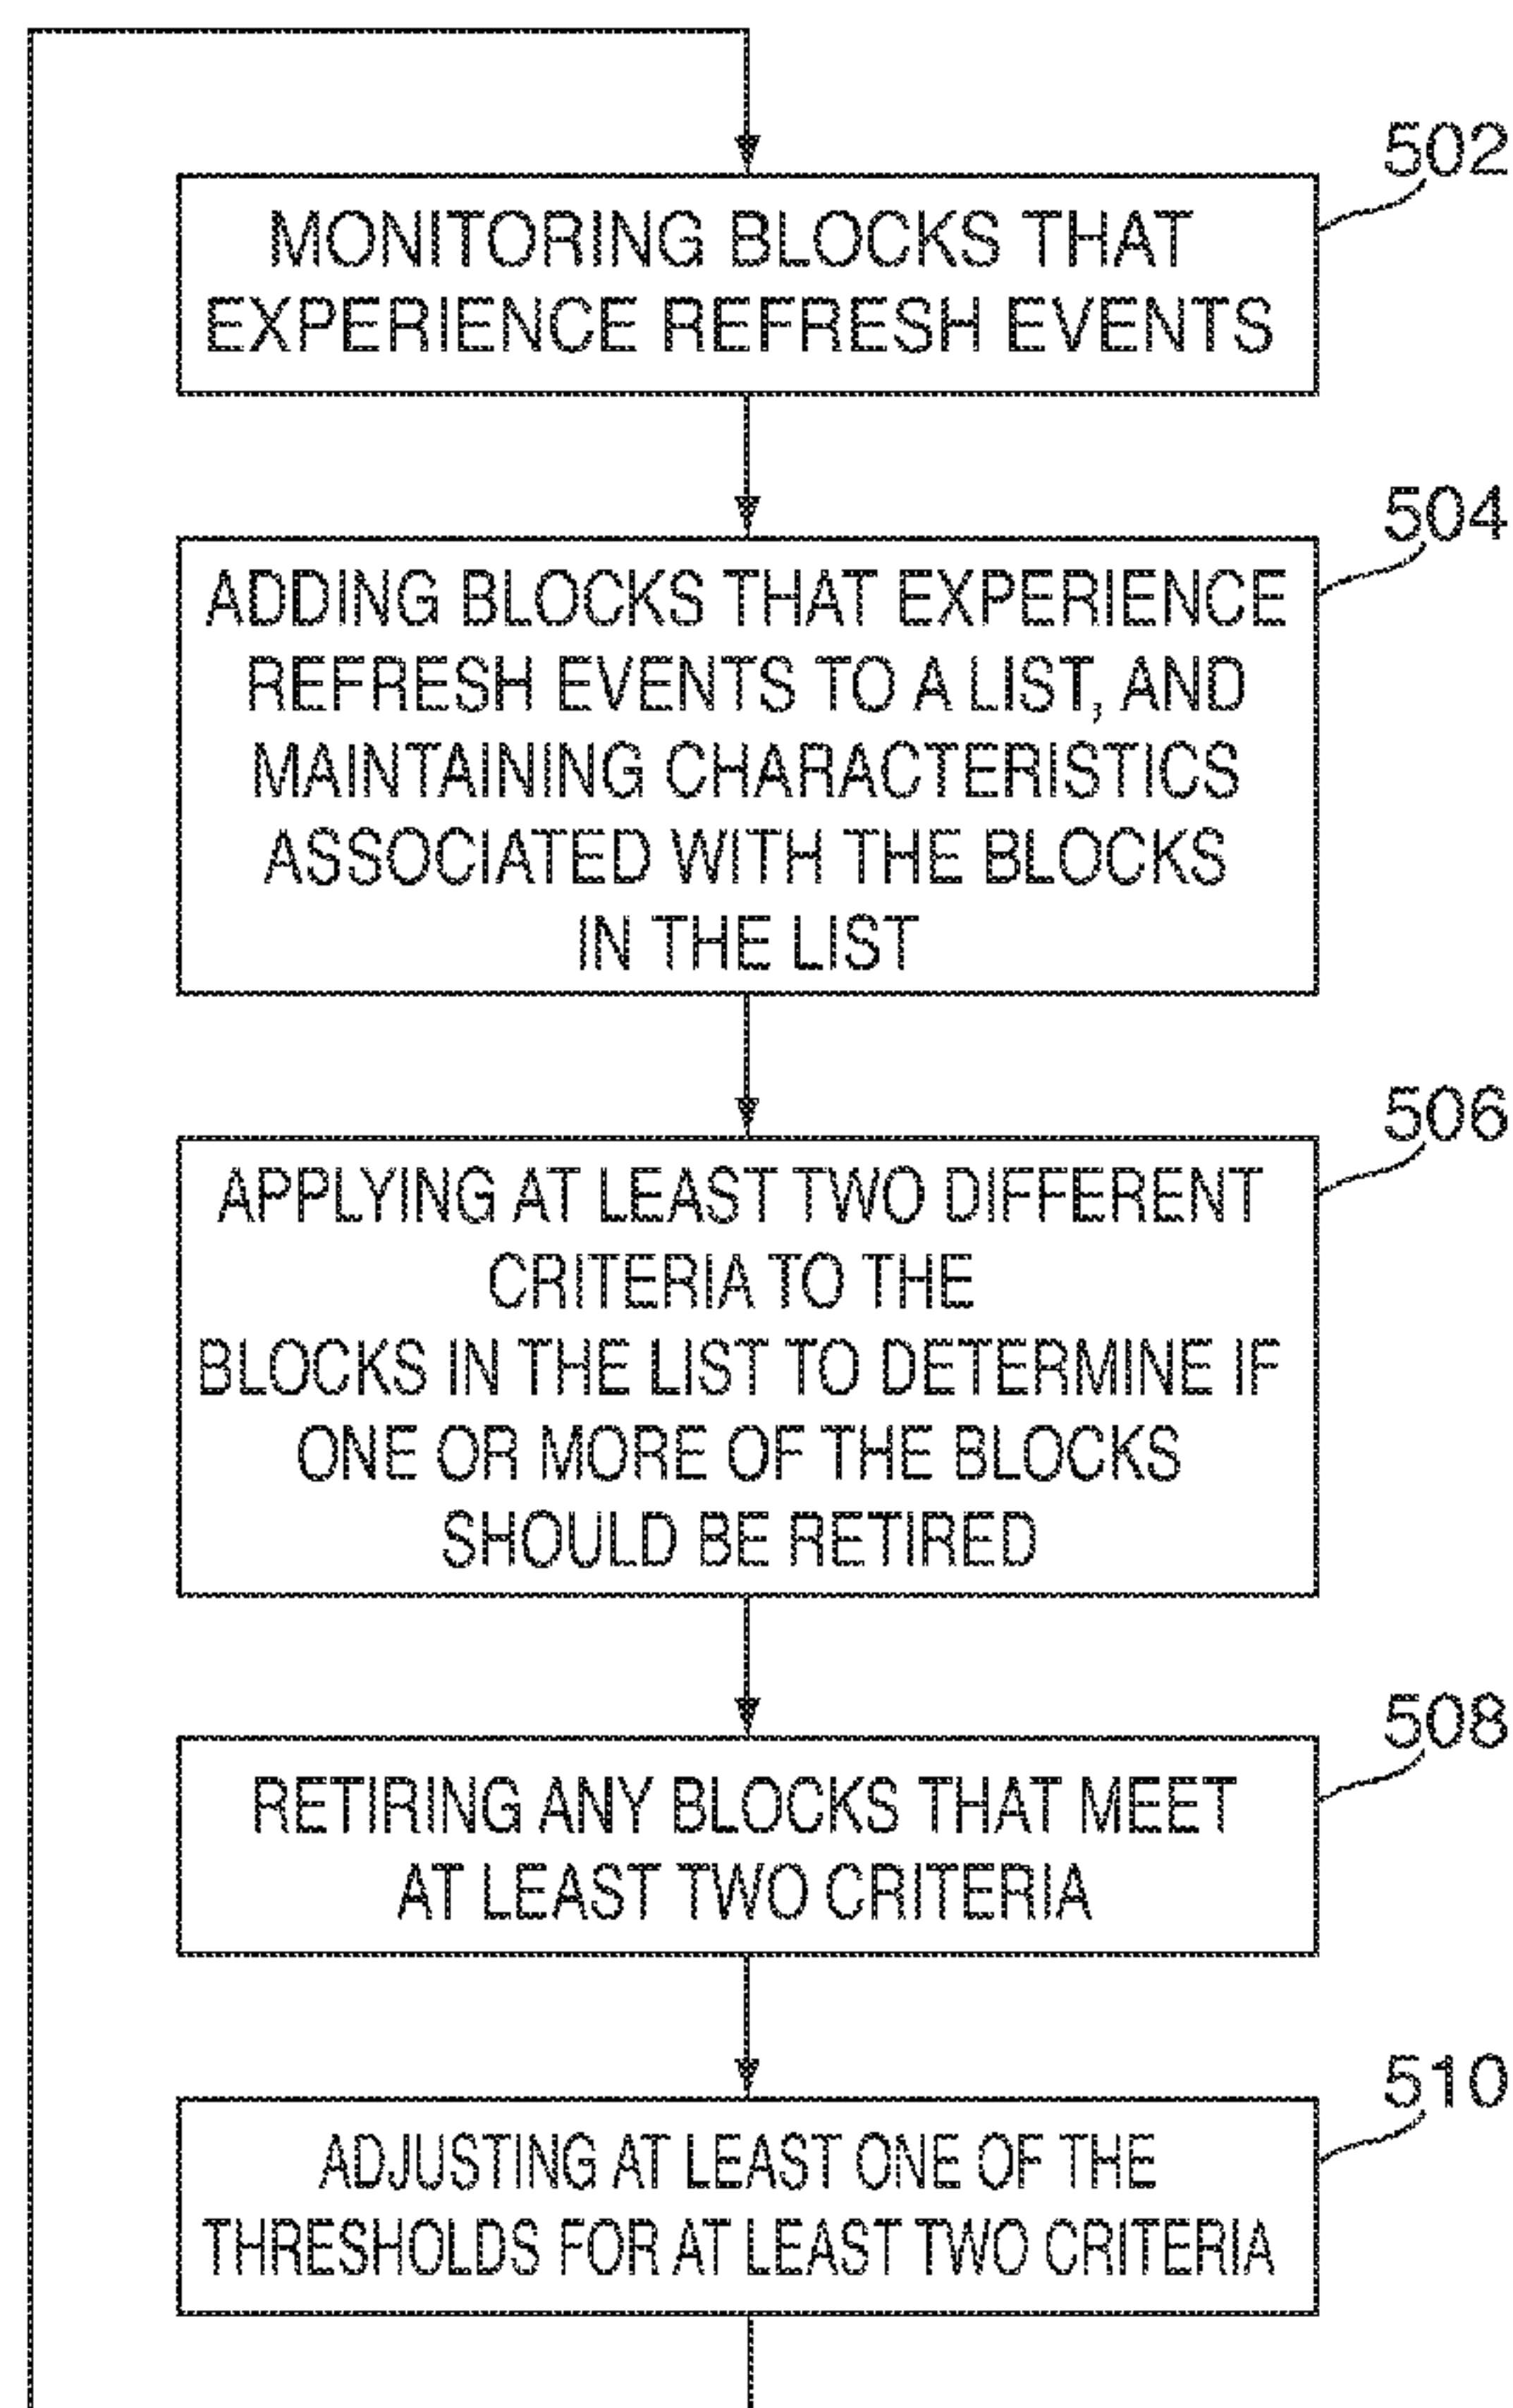 502
MONITORING BLOCKS THAT
EXPERIENCE REFRESH EVENTS
504
ADDING BLOCKS THAT EXPERIENCE
REFRESH EVENTS TO A LIST, AND
MAINTAINING CHARACTERISTICS
ASSOCIATED WITH THE BLOCKS
IN THE LIST
506
APPLYING AT LEAST TWO DIFFERENT
CRITERIA TO THE
BLOCKS IN THE LIST TO DETERMINE IF
ONE OR MORE OF THE BLOCKS
SHOULD BE RETIRED
508
RETIRING ANY BLOCKS THAT MEET
AT LEAST TWO CRITERIA
510
ADJUSTING AT LEAST ONE OF THE
THRESHOLDS FOR AT LEAST TWO CRITERIA